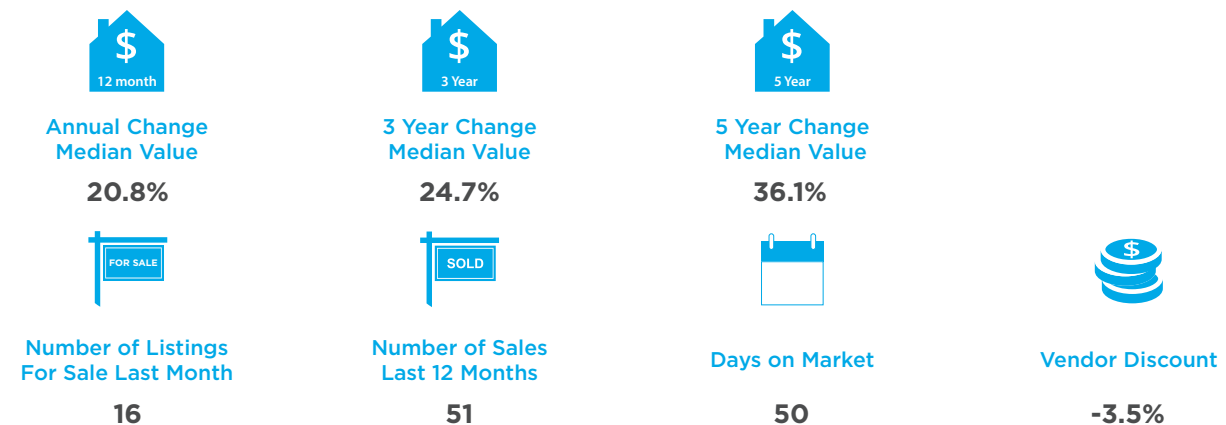 $
12 month
Annual Change
Median Value
20.8%
$
3 Year
3 Year Change
Median Value
24.7%
$
5 Year
5 Year Change
Median Value
36.1%
FOR SALE
Number of Listings
For Sale Last Month
16
SOLD
Number of Sales
Last 12 Months
51
Days on Market
50
$
Vendor Discount
-3.5%